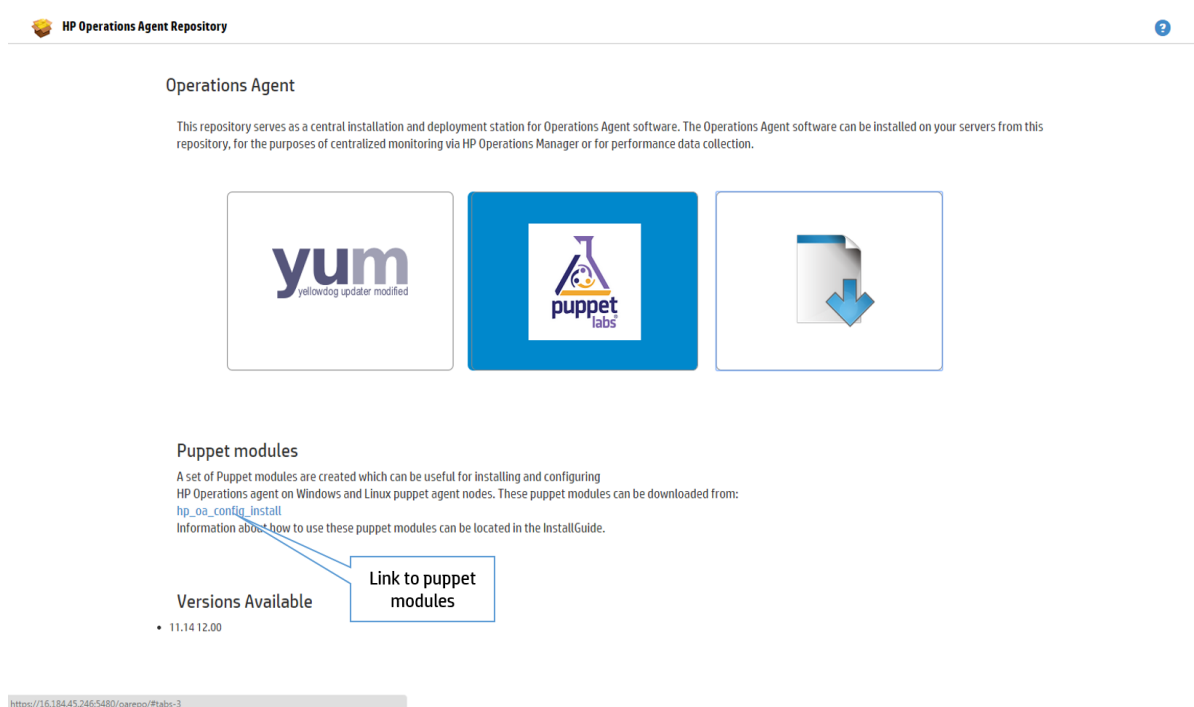 HP Operations Agent Repository
?
Operations Agent
This repository serves as a central installation and deployment station for Operations Agent software. The Operations Agent software can be installed on your servers from this
repository, for the purposes of centralized monitoring via HP Operations Manager or for performance data collection.
yum
yellowdog updater modified
puppet
labs
Puppet modules
A set of Puppet modules are created which can be useful for installing and configuring
HP Operations agent on Windows and Linux puppet agent nodes. These puppet modules can be downloaded from:
hp_oa_config_install
Information about how to use these puppet modules can be located in the InstallGuide.
Link to puppet
modules
Versions Available
• 11.14 12.00
https://16.184.45.246:5480/oarepo/#tabs-3